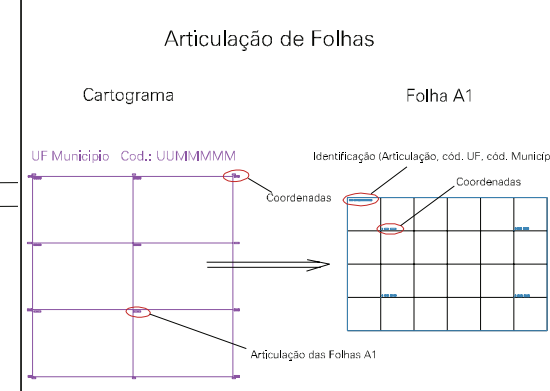 Articulação de Folhas
Cartograma
Folha A1
UF Municipio Cod.: UUMMMMM
Identificação (Articulação, cód. UF, cód. Municíp
Coordenadas
Coordenadas
Articulação das Folhas A1